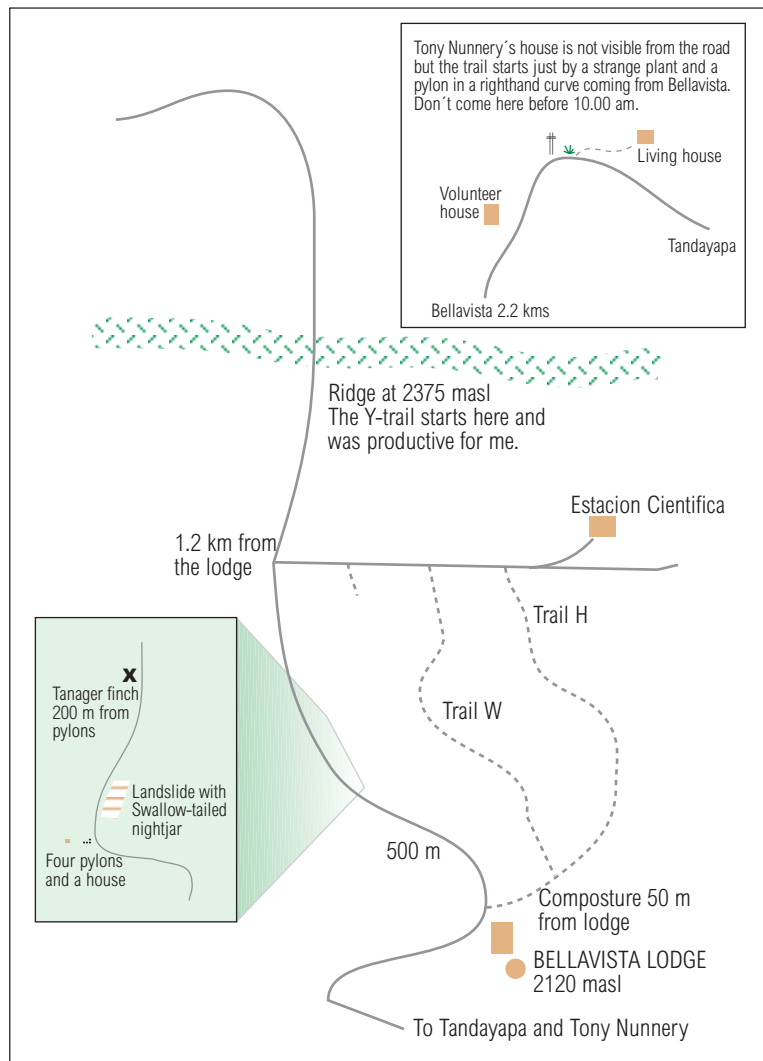 Tony Nunnery´s house is not visible from the road
but the trail starts just by a strange plant and a
pylon in a righthand curve coming from Bellavista.
Don´t come here before 10.00 am.
Living house
Volunteer
house
Tandayapa
Bellavista 2.2 kms
Ridge at 2375 masl
The Y-trail starts here and
was productive for me.
Estacion Cientifica
1.2 km from
the lodge
Trail H
X
Tanager finch
200 m from
pylons
Trail W
Landslide with
Swallow-tailed
nightjar
500 m
Four pylons
and a house
Composture 50 m
from lodge
BELLAVISTA LODGE
2120 masl
To Tandayapa and Tony Nunnery